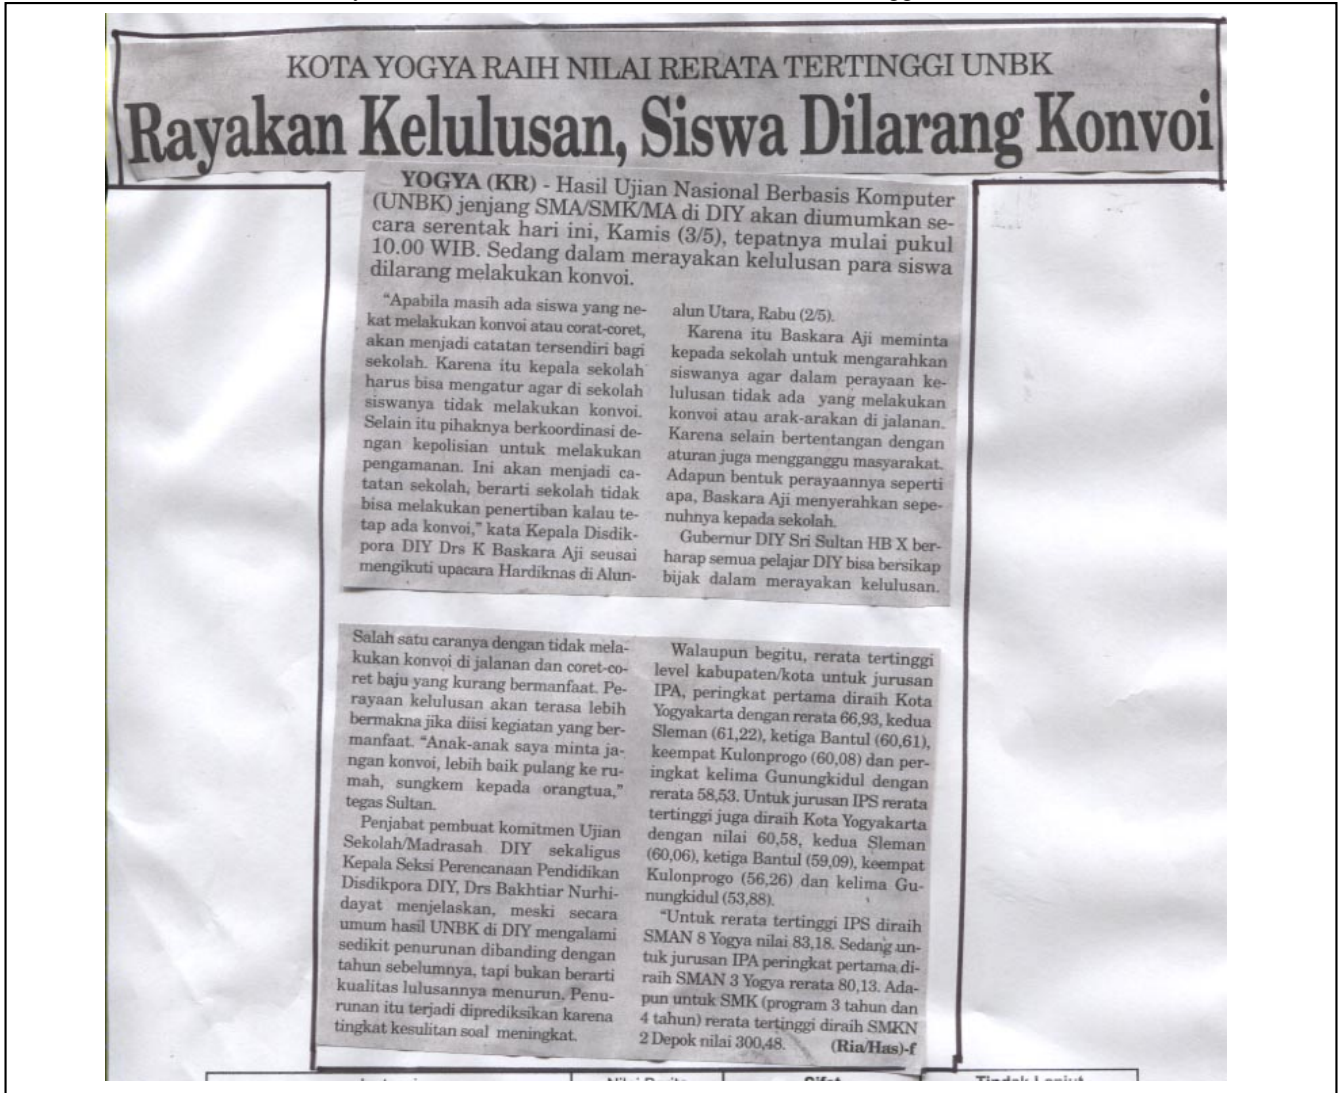 KOTA YOGYA RAIH NILAI RERATA TERTINGGI UNBK
Rayakan Kelulusan, Siswa Dilarang Konvoi
YOGYA (KR) - Hasil Ujian Nasional Berbasis Komputer
(UNBK) jenjang SMA/SMK/MA di DIY akan diumumkan se-
cara serentak hari ini, Kamis (3/5), tepatnya mulai pukul
10.00 WIB. Sedang dalam merayakan kelulusan para siswa
dilarang melakukan konvoi.
"Apabila masih ada siswa yang ne-
kat melakukan konvoi atau corat-coret,
akan menjadi catatan tersendiri bagi
sekolah. Karena itu kepala sekolah
harus bisa mengatur agar di sekolah
siswanya tidak melakukan konvoi.
Selain itu pihaknya berkoordinasi de-
ngan kepolisian untuk melakukan
pengamanan. Ini akan menjadi ca-
tatan sekolah, berarti sekolah tidak
bisa melakukan penertiban kalau te-
tap ada konvoi," kata Kepala Disdik-
pora DIY Drs K Baskara Aji seusai
mengikuti upacara Hardiknas di Alun-
alun Utara, Rabu (2/5).
Karena itu Baskara Aji meminta
kepada sekolah untuk mengarahkan
siswanya agar dalam perayaan ke-
lulusan tidak ada yang melakukan
konvoi atau arak-arakan di jalanan.
Karena selain bertentangan dengan
aturan juga mengganggu masyarakat.
Adapun bentuk perayaannya seperti
apa, Baskara Aji menyerahkan sepe-
nuhnya kepada sekolah.
Gubernur DIY Sri Sultan HB X ber-
harap semua pelajar DIY bisa bersikap
bijak dalam merayakan kelulusan.
Salah satu caranya dengan tidak mela-
kukan konvoi di jalanan dan coret-co-
ret baju yang kurang bermanfaat. Pe-
rayaan kelulusan akan terasa lebih
bermakna jika diisi kegiatan yang ber-
manfaat. "Anak-anak saya minta ja-
ngan konvoi, lebih baik pulang ke ru-
mah, sungkem kepada orangtua,"
tegas Sultan.
Penjabat pembuat komitmen Ujian
Sekolah/Madrasah DIY sekaligus
Kepala Seksi Perencanaan Pendidikan
Disdikpora DIY, Drs Bakhtiar Nurhi-
dayat menjelaskan, meski secara
umum hasil UNBK di DIY mengalami
sedikit penurunan dibanding dengan
tahun sebelumnya, tapi bukan berarti
kualitas lulusannya menurun. Penu-
runan itu terjadi diprediksikan karena
tingkat kesulitan soal meningkat.
Walaupun begitu, rerata tertinggi
level kabupaten/kota untuk jurusan
IPA, peringkat pertama diraih Kota
Yogyakarta dengan rerata 66,93, kedua
Sleman (61,22), ketiga Bantul (60,61),
keempat Kulonprogo (60,08) dan per-
ingkat kelima Gunungkidul dengan
rerata 58,53. Untuk jurusan IPS rerata
tertinggi juga diraih Kota Yogyakarta
dengan nilai 60,58, kedua Sleman
(60,06), ketiga Bantul (59,09), keempat
Kulonprogo (56,26) dan kelima Gu-
nungkidul (53,88).
"Untuk rerata tertinggi IPS diraih
SMAN 8 Yogya nilai 83,18. Sedang un-
tuk jurusan IPA peringkat pertama di-
raih SMAN 3 Yogya rerata 80,13. Ada-
pun untuk SMK (program 3 tahun dan
4 tahun) rerata tertinggi diraih SMKN
2 Depok nilai 300,48. (Ria/Has)-f